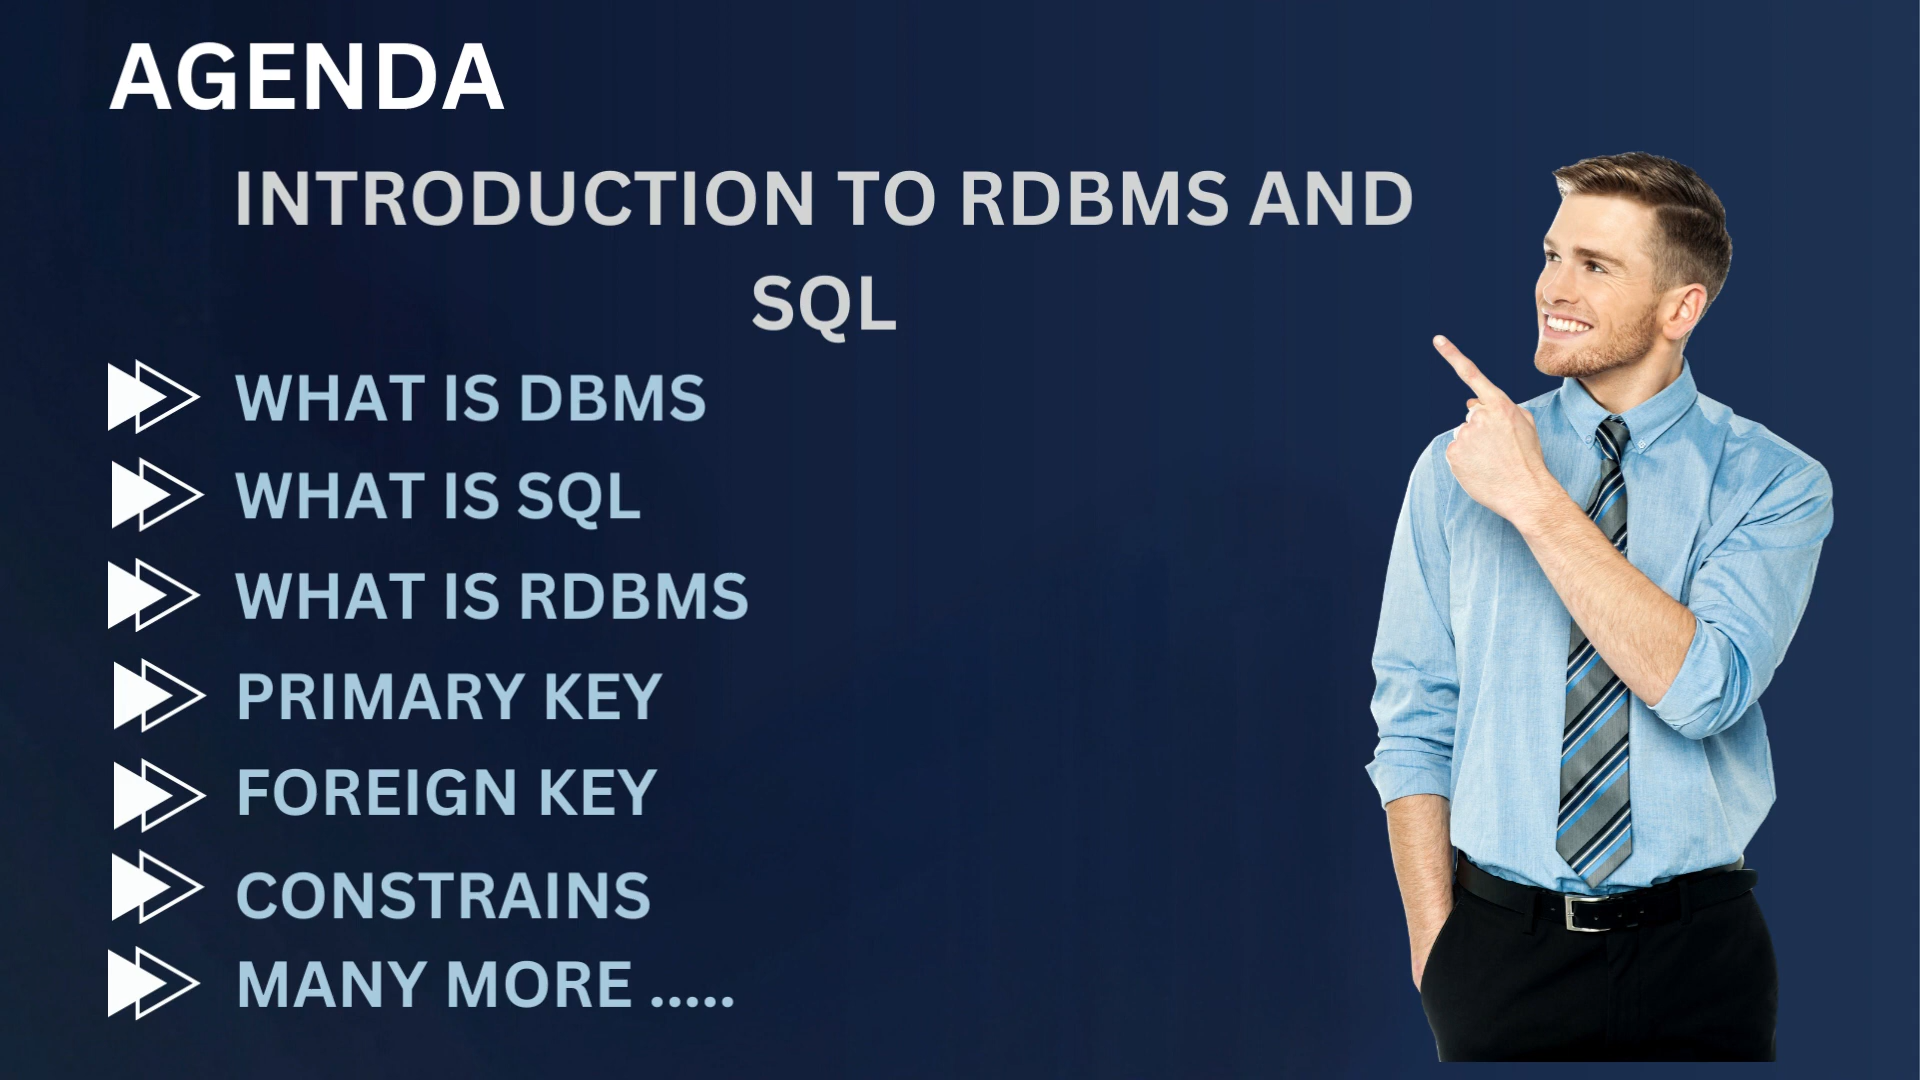 AGENDA
INTRODUCTION TO RDBMS AND
SQL
WHAT IS DBMS
WHAT IS SQL
WHAT IS RDBMS
PRIMARY KEY
FOREIGN KEY
CONSTRAINS
MANY MORE .....